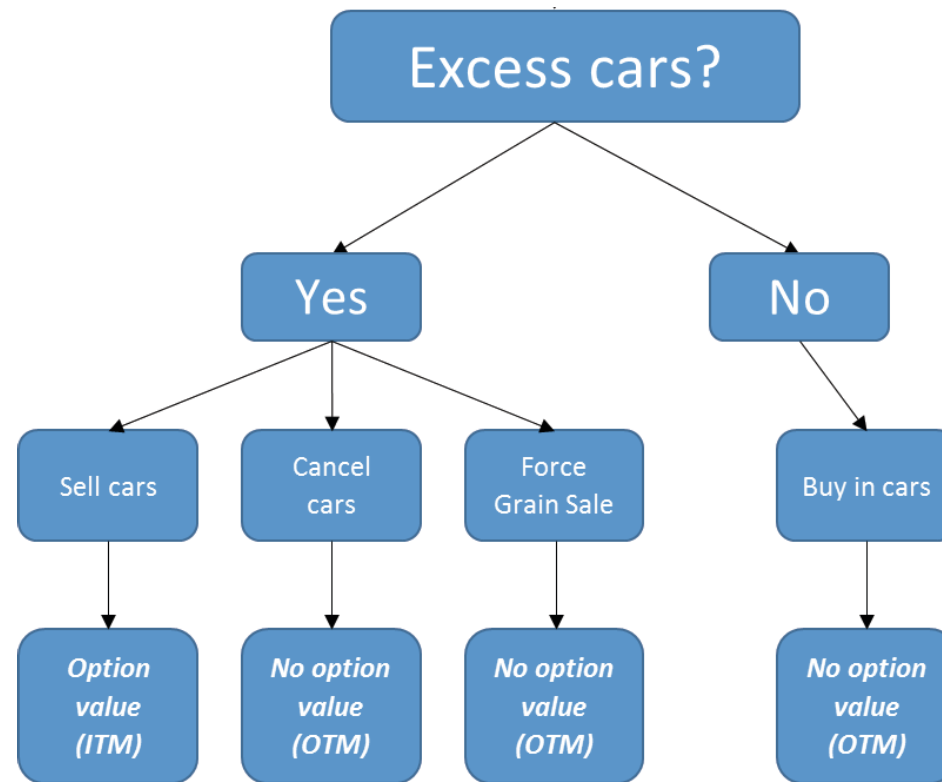 Excess cars?
Yes
No
Sell cars
Cancel
cars
Force
Grain Sale
Buy in cars
Option
value
(ITM)
No option
value
(OTM)
No option
value
(OTM)
No option
value
(OTM)